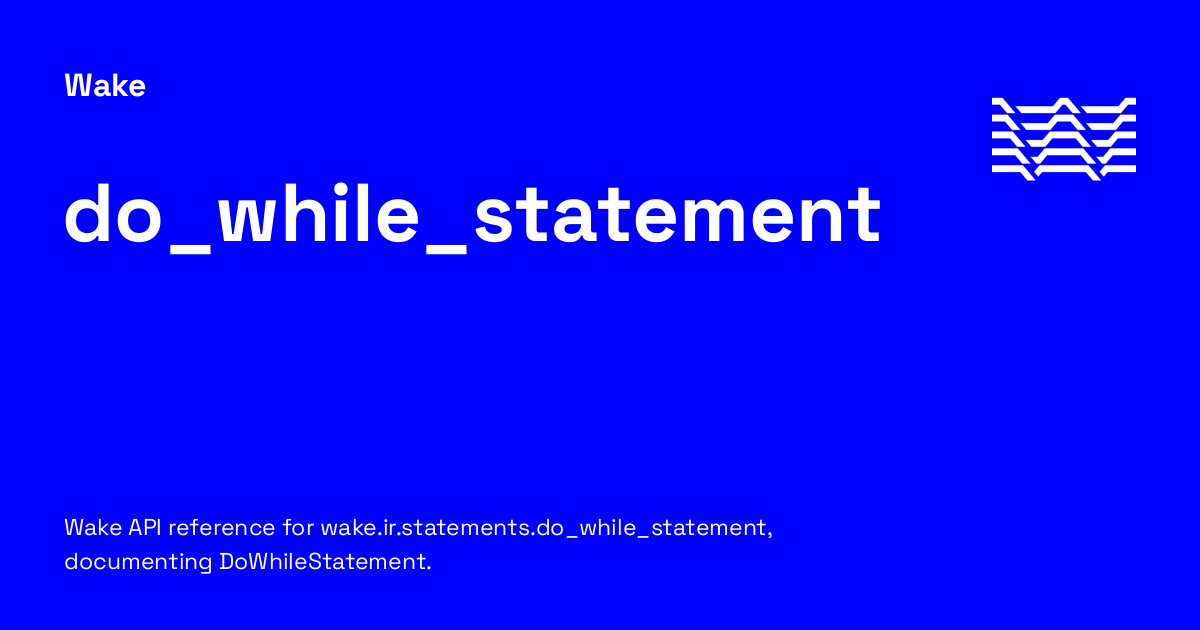 Wake
do_while_statement
Wake API reference for wake.ir.statements.do_while_statement,
documenting DoWhileStatement.